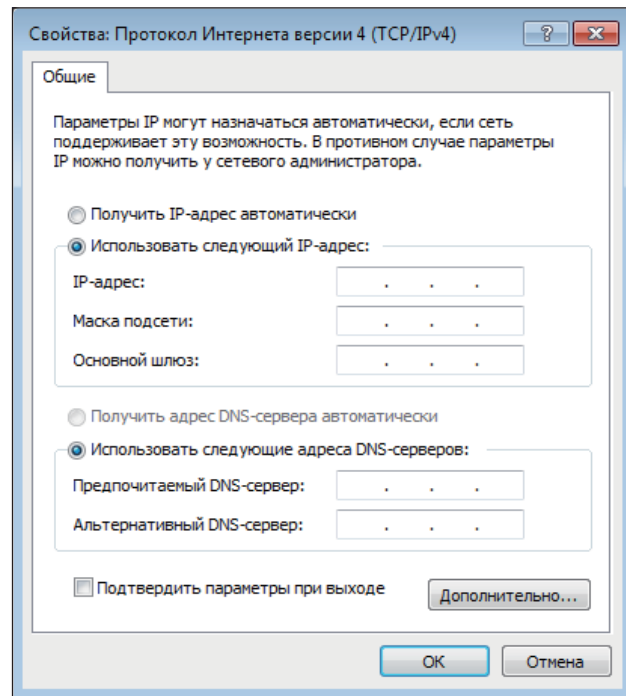 Свойства: Протокол Интернета версии 4 (TCP/IPv4)
Общие
Параметры IP могут назначаться автоматически, если сеть
поддерживает эту возможность. В противном случае параметры
IP можно получить у сетевого администратора.
Получить IP-адрес автоматически
Использовать следующий IP-адрес:
IP-адрес:
Маска подсети:
Основной шлюз:
Получить адрес DNS-сервера автоматически
Использовать следующие адреса DNS-серверов:
Предпочитаемый DNS-сервер:
Альтернативный DNS-сервер:
Подтвердить параметры при выходе
Дополнительно...
ОК
Отмена